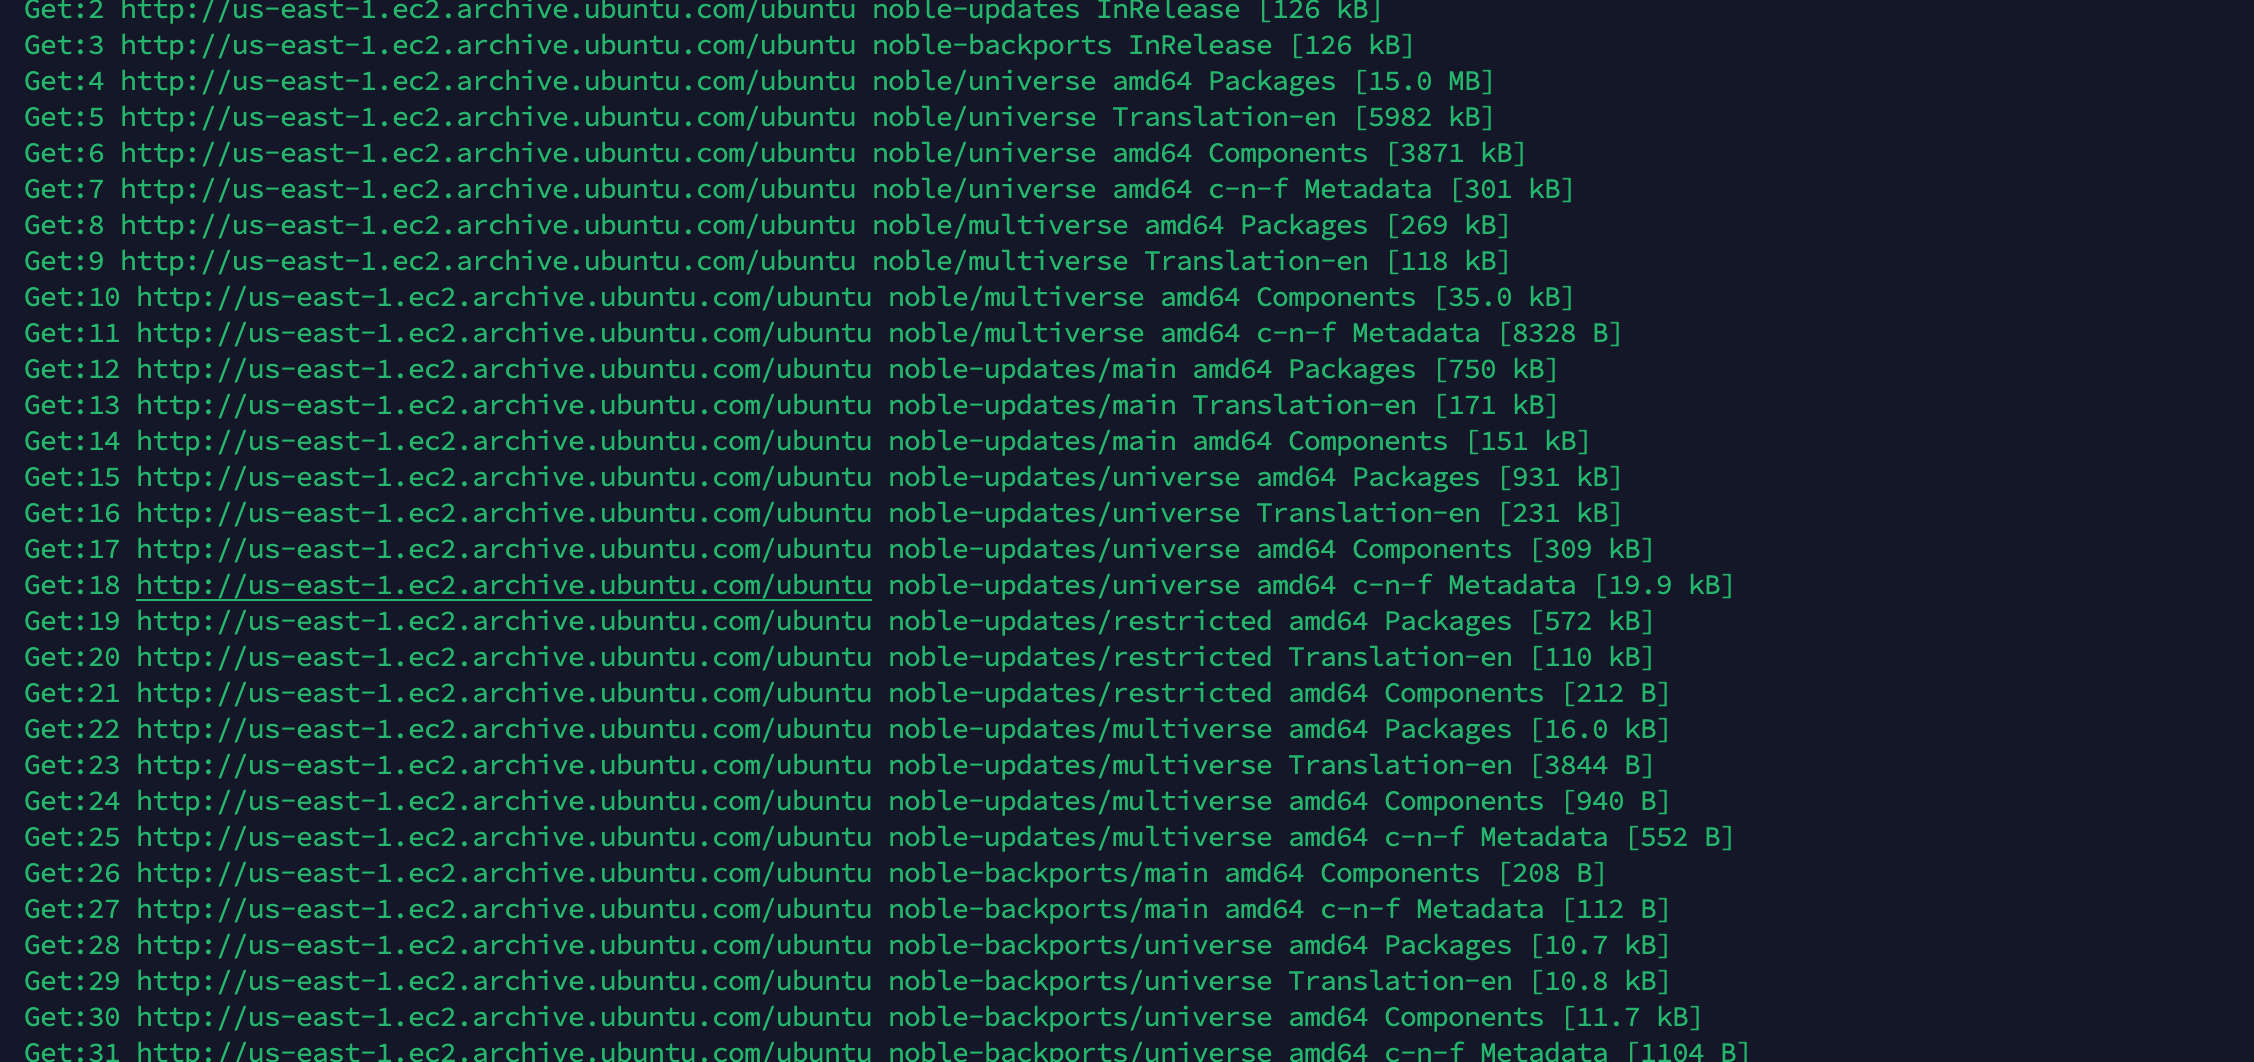 Get:2 http://us-east-1.ec2.archive.ubuntu.com/ubuntu noble-updates InRelease [126 kB]
Get:3 http://us-east-1.ec2.archive.ubuntu.com/ubuntu noble-backports InRelease [126 kB]
Get:4 http://us-east-1.ec2.archive.ubuntu.com/ubuntu noble/universe amd64 Packages [15.0 MB]
Get:5 http://us-east-1.ec2.archive.ubuntu.com/ubuntu noble/universe Translation-en [5982 kB]
Get:6 http://us-east-1.ec2.archive.ubuntu.com/ubuntu noble/universe amd64 Components [3871 kB]
Get:7 http://us-east-1.ec2.archive.ubuntu.com/ubuntu noble/universe amd64 c-n-f Metadata [301 kB]
Get:8 http://us-east-1.ec2.archive.ubuntu.com/ubuntu noble/multiverse amd64 Packages [269 kB]
Get:9 http://us-east-1.ec2.archive.ubuntu.com/ubuntu noble/multiverse Translation-en [118 kB]
Get:10 http://us-east-1.ec2.archive.ubuntu.com/ubuntu noble/multiverse amd64 Components [35.0 kB]
Get:11 http://us-east-1.ec2.archive.ubuntu.com/ubuntu noble/multiverse amd64 c-n-f Metadata [8328 B]
Get:12 http://us-east-1.ec2.archive.ubuntu.com/ubuntu noble-updates/main amd64 Packages [750 kB]
Get:13 http://us-east-1.ec2.archive.ubuntu.com/ubuntu noble-updates/main Translation-en [171 kB]
Get:14 http://us-east-1.ec2.archive.ubuntu.com/ubuntu noble-updates/main amd64 Components [151 kB]
Get:15 http://us-east-1.ec2.archive.ubuntu.com/ubuntu noble-updates/universe amd64 Packages [931 kB]
Get:16 http://us-east-1.ec2.archive.ubuntu.com/ubuntu noble-updates/universe Translation-en [231 kB]
Get:17 http://us-east-1.ec2.archive.ubuntu.com/ubuntu noble-updates/universe amd64 Components [309 kB]
Get:18 http://us-east-1.ec2.archive.ubuntu.com/ubuntu noble-updates/universe amd64 c-n-f Metadata [19.9 kB]
Get:19 http://us-east-1.ec2.archive.ubuntu.com/ubuntu noble-updates/restricted amd64 Packages [572 kB]
Get:20 http://us-east-1.ec2.archive.ubuntu.com/ubuntu noble-updates/restricted Translation-en [110 kB]
Get:21 http://us-east-1.ec2.archive.ubuntu.com/ubuntu noble-updates/restricted amd64 Components [212 B]
Get:22 http://us-east-1.ec2.archive.ubuntu.com/ubuntu noble-updates/multiverse amd64 Packages [16.0 kB]
Get:23 http://us-east-1.ec2.archive.ubuntu.com/ubuntu noble-updates/multiverse Translation-en [3844 B]
Get:24 http://us-east-1.ec2.archive.ubuntu.com/ubuntu noble-updates/multiverse amd64 Components [940 B]
Get:25 http://us-east-1.ec2.archive.ubuntu.com/ubuntu noble-updates/multiverse amd64 c-n-f Metadata [552 B]
Get:26 http://us-east-1.ec2.archive.ubuntu.com/ubuntu noble-backports/main amd64 Components [208 B]
Get:27 http://us-east-1.ec2.archive.ubuntu.com/ubuntu noble-backports/main amd64 c-n-f Metadata [112 B]
Get:28 http://us-east-1.ec2.archive.ubuntu.com/ubuntu noble-backports/universe amd64 Packages [10.7 kB]
Get:29 http://us-east-1.ec2.archive.ubuntu.com/ubuntu noble-backports/universe Translation-en [10.8 kB]
Get:30 http://us-east-1.ec2.archive.ubuntu.com/ubuntu noble-backports/universe amd64 Components [11.7 kB]
Get:31 http://us-east-1.ec2.archive.ubuntu.com/ubuntu noble-backports/universe amd64 c-n-f Metadata [1104 B]